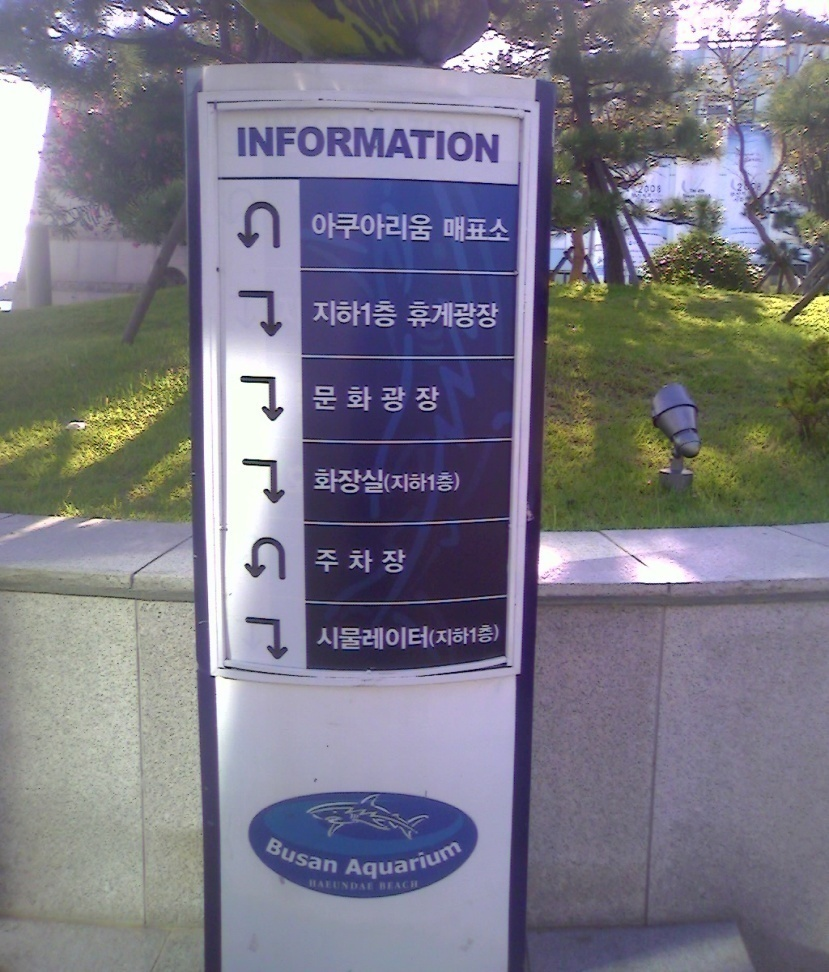 INFORMATION
아쿠아리움 매표소
지하1층 휴게광장
문화광장
화장실(지하1층)
주차장
시물레이터(지하1층)
Busan Aquarium
HAEUNDAE BEACH
2008